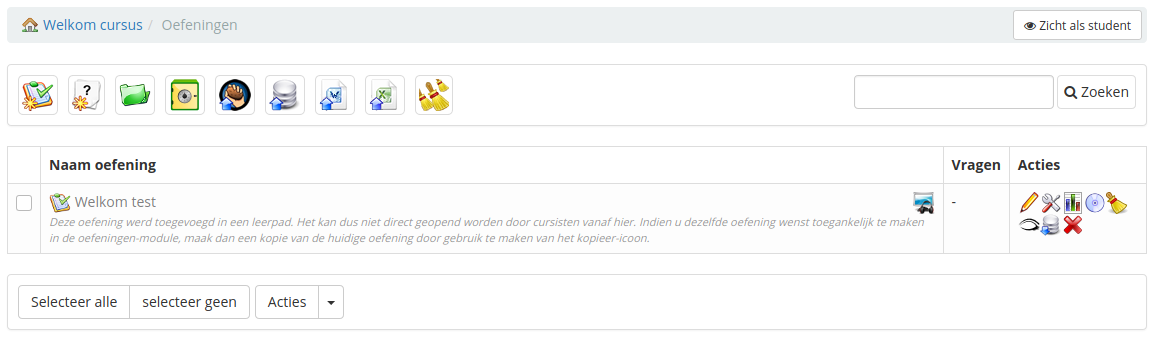 Welkom cursus / Oefeningen
Zicht als student
Zoeken
Naam oefening Vragen Acties
Welkom test -
Deze oefening werd toegevoegd in een leerpad. Het kan dus niet direct geopend worden door cursisten vanaf hier. Indien u dezelfde oefening wenst toegankelijk te maken
in de oefeningen-module, maak dan een kopie van de huidige oefening door gebruik te maken van het kopieer-icoon.
Selecteer alle selecteer geen Acties